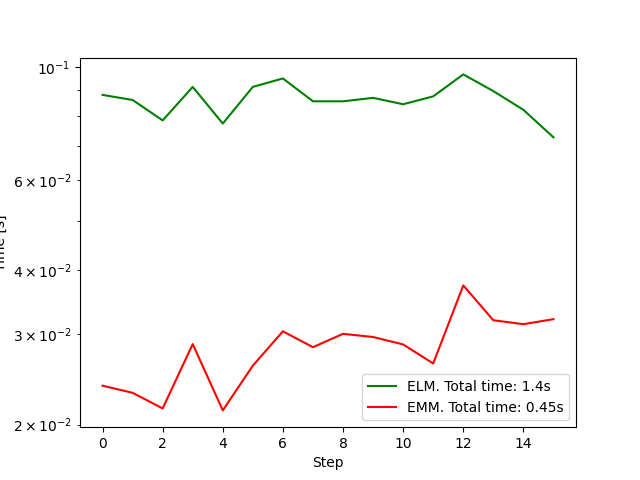 10⁻¹
6 × 10⁻²
4 × 10⁻²
3 × 10⁻²
2 × 10⁻²
Time [s]
0 2 4 6 8 10 12 14
Step
ELM. Total time: 1.4s
EMM. Total time: 0.45s